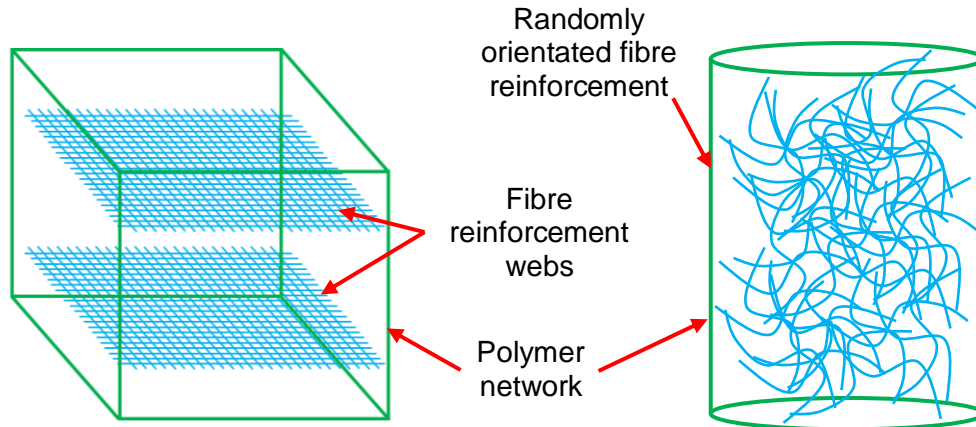 Randomly
orientated fibre
reinforcement
Fibre
reinforcement
webs
Polymer
network